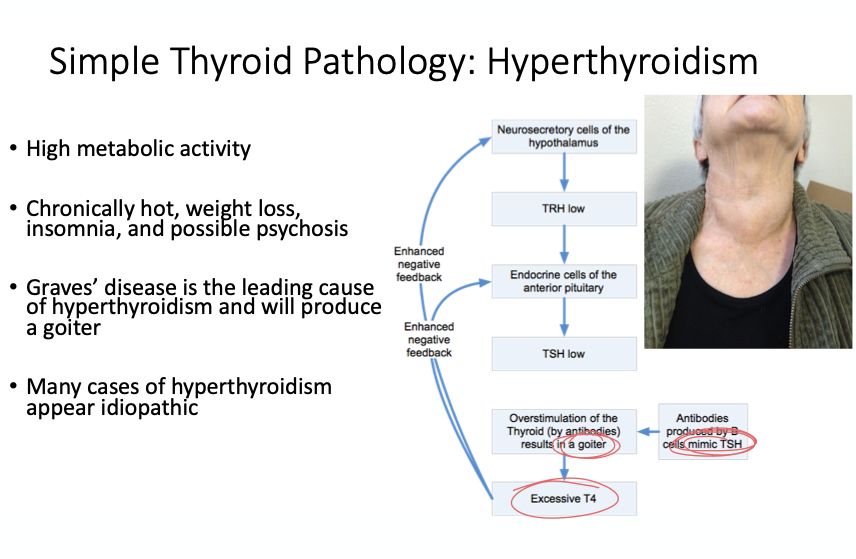 Simple Thyroid Pathology: Hyperthyroidism
• High metabolic activity
• Chronically hot, weight loss,
insomnia, and possible psychosis
• Graves’ disease is the leading cause
of hyperthyroidism and will produce
a goiter
• Many cases of hyperthyroidism
appear idiopathic
Neurosecretory cells of the
hypothalamus
TRH low
Enhanced
negative
feedback
Endocrine cells of the
anterior pituitary
Enhanced
negative
feedback
TSH low
Overstimulation of the
Thyroid (by antibodies)
results in a goiter
Antibodies
produced by B
cells mimic TSH
Excessive T4